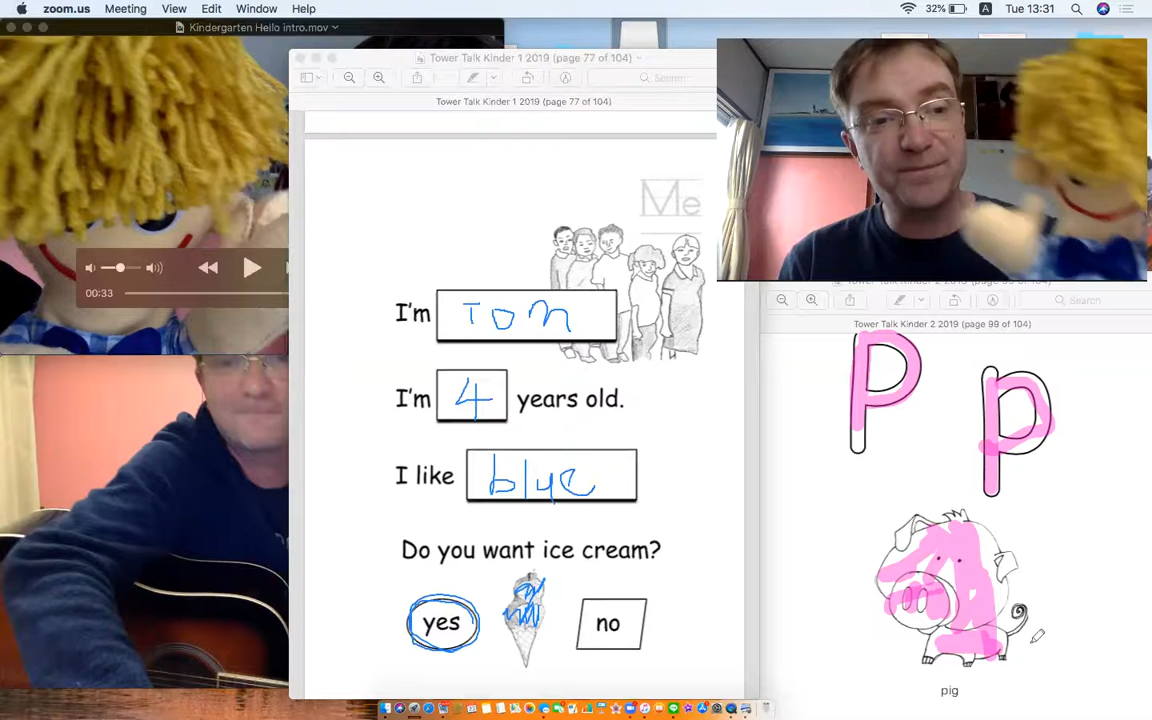 zoom.us Meeting View Edit Window Help 32% A Tue 13:31
Kindergarten Hello intro.mov
Tower Talk Kinder 1 2019 (page 77 of 104)
Tower Talk Kinder 1 2019 (page 77 of 104)
Me
00:33
I'm Tom
I'm 4 years old.
I like blue
Do you want ice cream?
yes no
Search
Tower Talk Kinder 2 2019 (page 99 of 104)
P p
pig